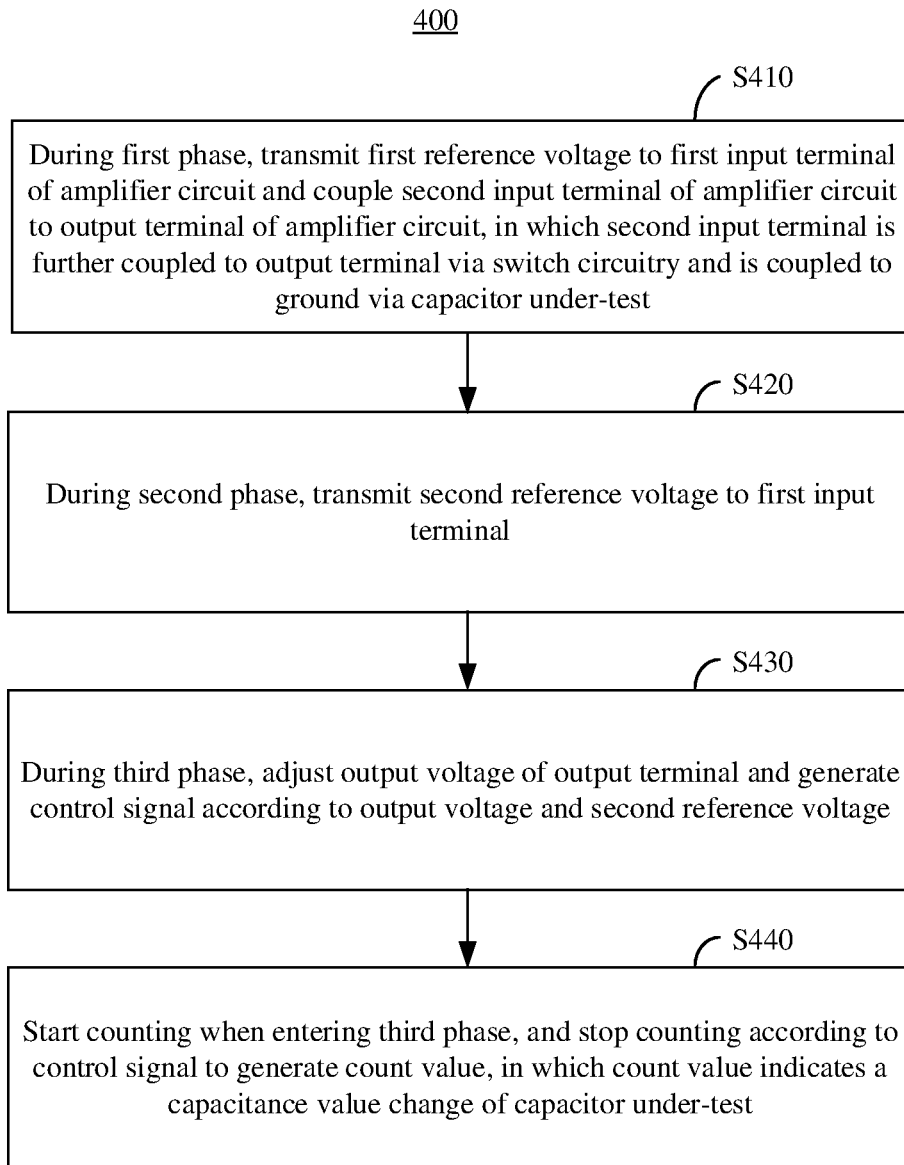 400
S410
During first phase, transmit first reference voltage to first input terminal
of amplifier circuit and couple second input terminal of amplifier circuit
to output terminal of amplifier circuit, in which second input terminal is
further coupled to output terminal via switch circuitry and is coupled to
ground via capacitor under-test
S420
During second phase, transmit second reference voltage to first input
terminal
S430
During third phase, adjust output voltage of output terminal and generate
control signal according to output voltage and second reference voltage
S440
Start counting when entering third phase, and stop counting according to
control signal to generate count value, in which count value indicates a
capacitance value change of capacitor under-test